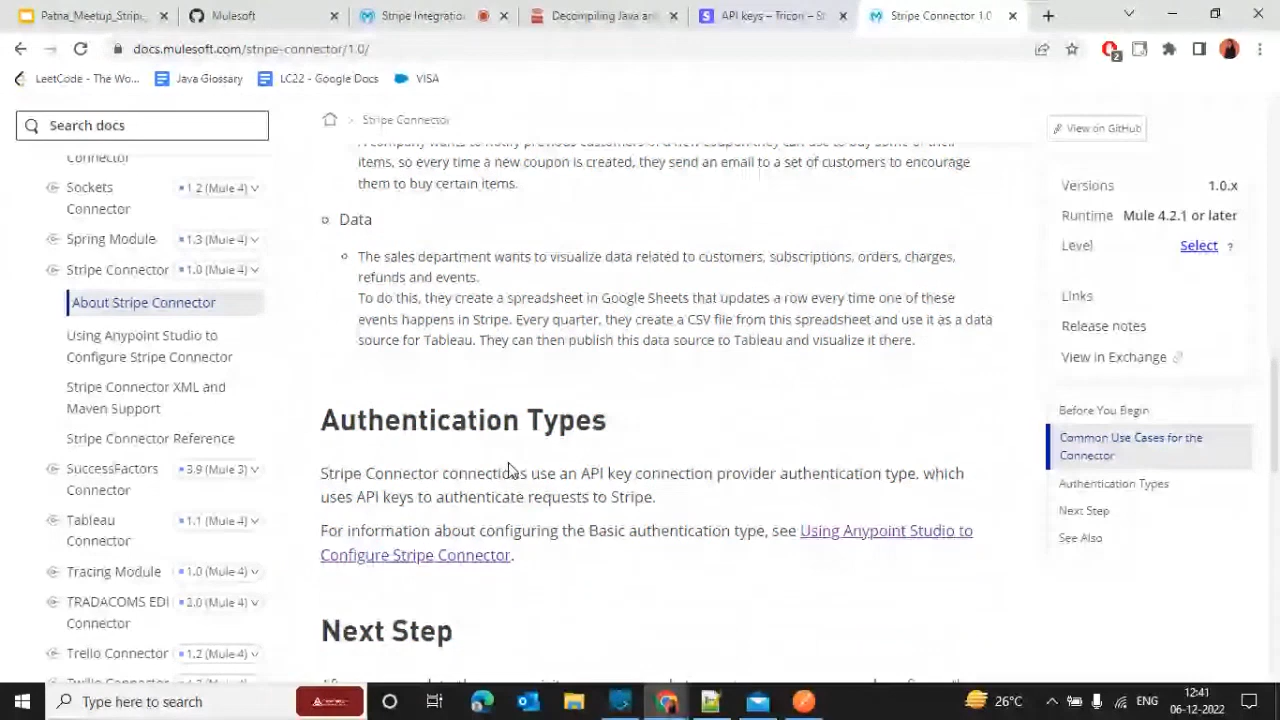 Patna_Meetup_Strip
Mulesoft
Stripe Integration
Decompiling Java and
API keys – Tricon – St
Stripe Connector 1.0
docs.mulesoft.com/stripe-connector/1.0/
2
LeetCode - The Wo...
Java Glossary
LC22 - Google Docs
VISA
Search docs
Stripe Connector
View on GitHub
Connector
Sockets Connector
1.2 (Mule 4)
Spring Module
1.3 (Mule 4)
Stripe Connector
1.0 (Mule 4)
About Stripe Connector
Using Anypoint Studio to
Configure Stripe Connector
Stripe Connector XML and
Maven Support
Stripe Connector Reference
SuccessFactors Connector
3.9 (Mule 3)
Tableau Connector
1.1 (Mule 4)
Tracing Module
1.0 (Mule 4)
TRADACOMS EDI Connector
2.0 (Mule 4)
Trello Connector
1.2 (Mule 4)
items, so every time a new coupon is created, they send an email to a set of customers to encourage
them to buy certain items.
Data
The sales department wants to visualize data related to customers, subscriptions, orders, charges,
refunds and events.
To do this, they create a spreadsheet in Google Sheets that updates a row every time one of these
events happens in Stripe. Every quarter, they create a CSV file from this spreadsheet and use it as a data
source for Tableau. They can then publish this data source to Tableau and visualize it there.
Authentication Types
Stripe Connector connections use an API key connection provider authentication type, which
uses API keys to authenticate requests to Stripe.
For information about configuring the Basic authentication type, see Using Anypoint Studio to
Configure Stripe Connector.
Next Step
Versions 1.0.x
Runtime Mule 4.2.1 or later
Level Select ?
Links
Release notes
View in Exchange
Before You Begin
Common Use Cases for the
Connector
Authentication Types
Next Step
See Also
Type here to search
26°C
ENG
12:41
06-12-2022